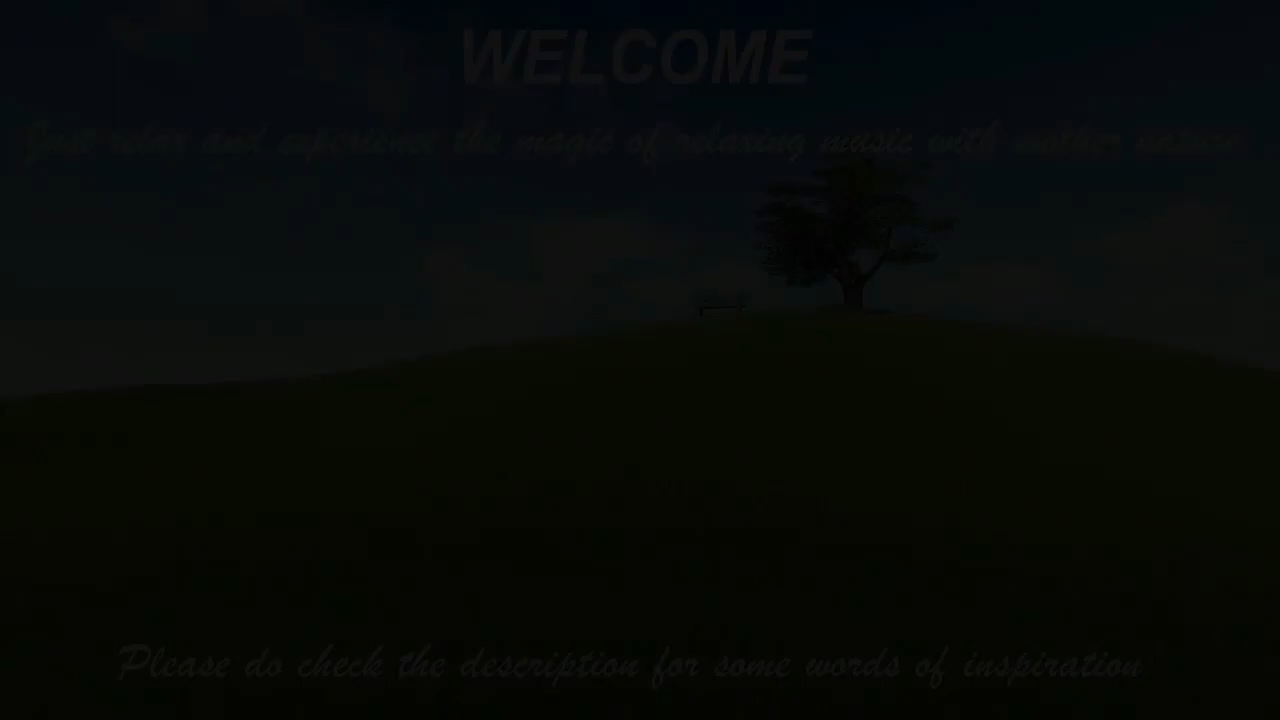 WELCOME
Just relax and experience the magic of relaxing music with mother nature
Please do check the description for some words of inspiration